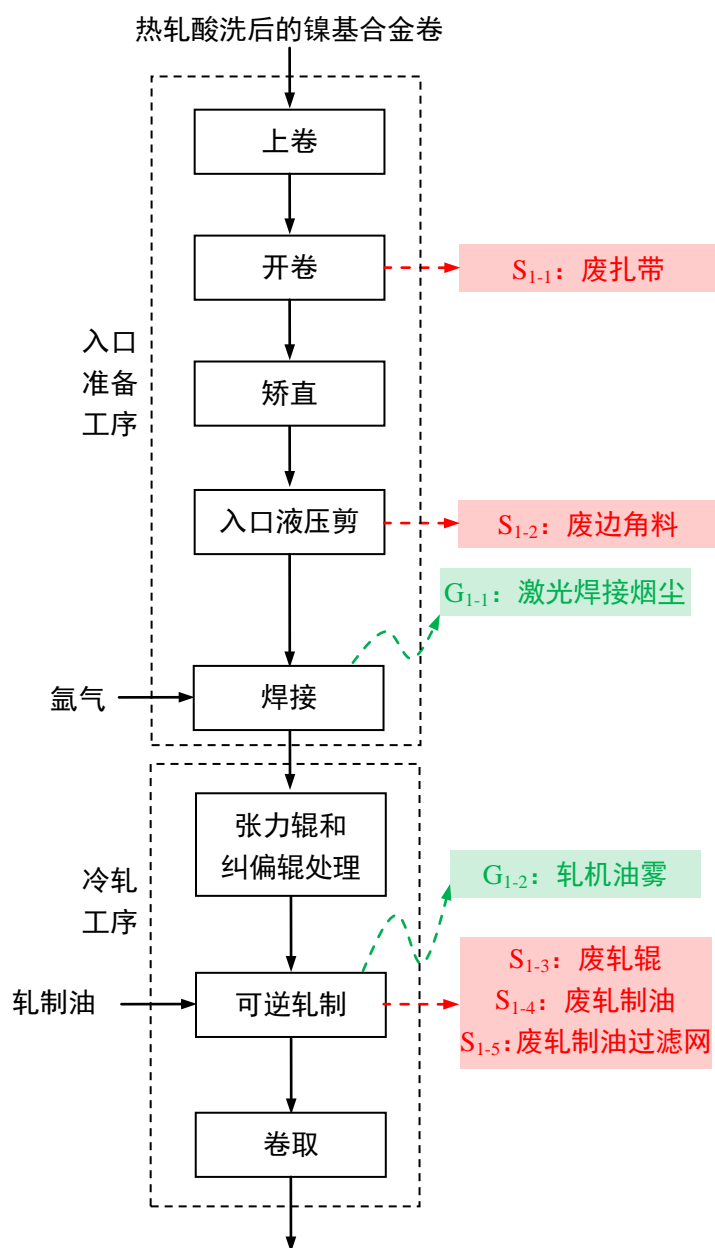 热轧酸洗后的镍基合金卷
上卷
开卷
S1-1：废扎带
入口
准备
工序
矫直
入口液压剪
S1-2：废边角料
G1-1：激光焊接烟尘
氩气
焊接
张力辊和
纠偏辊处理
冷轧
工序
G1-2：轧机油雾
轧制油
可逆轧制
S1-3：废轧辊
S1-4：废轧制油
S1-5：废轧制油过滤网
卷取